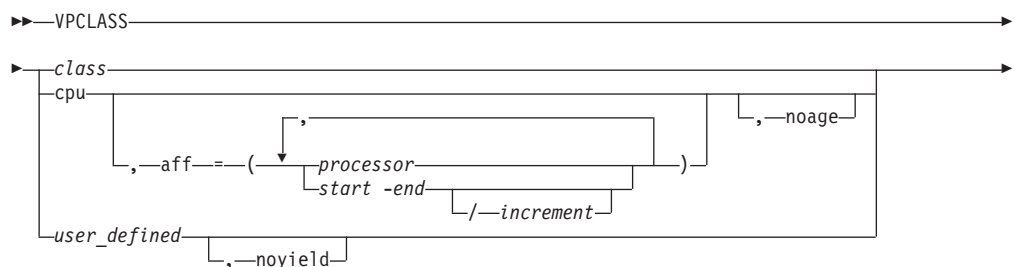 VPCLASS
class
cpu
, noage
,
, aff = ( processor )
start -end
/ increment
user_defined
, noyield